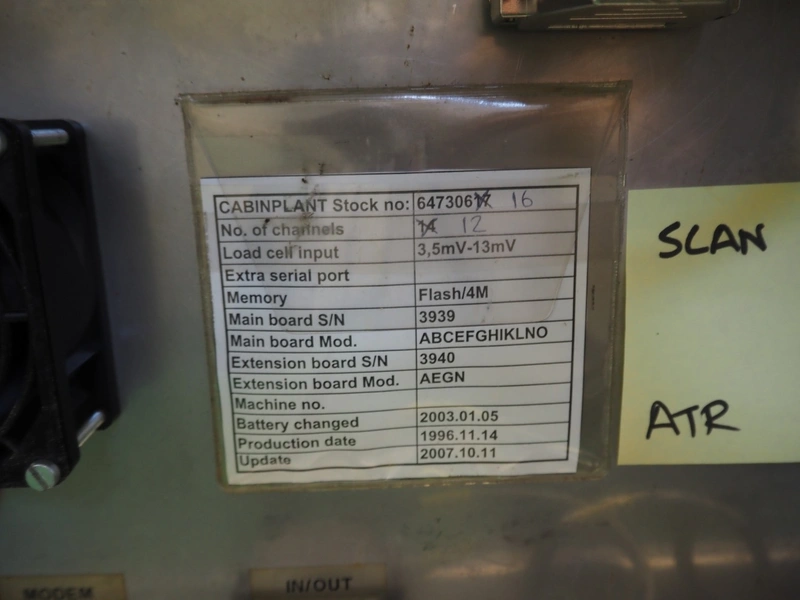 CABINPLANT Stock no: 647306 16
No. of channels 14 12
Load cell input 3,5mV-13mV
Extra serial port
Memory Flash/4M
Main board S/N 3939
Main board Mod. ABCEFGHIKLNO
Extension board S/N 3940
Extension board Mod. AEGN
Machine no.
Battery changed 2003.01.05
Production date 1996.11.14
Update 2007.10.11
SCAN
ATR
MODEM
IN/OUT